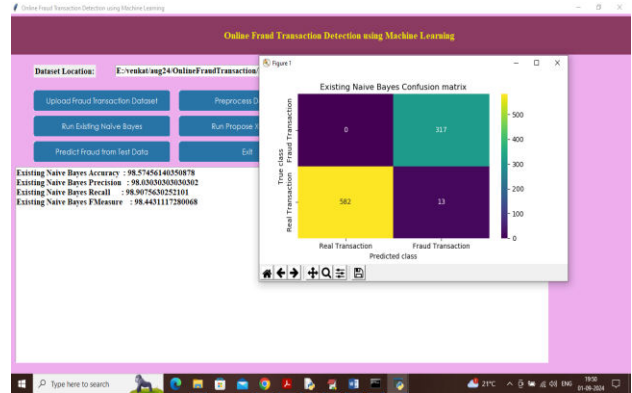 Online Fraud Transaction Detection using Machine Learning
Online Fraud Transaction Detection using Machine Learning
Dataset Location: E:/venkat/aug24/OnlineFraudTransaction/
Upload Fraud Transaction Dataset
Preprocess D
Run Existing Naive Bayes
Run Propose X
Predict Fraud from Test Data
Exit
Existing Naive Bayes Accuracy : 98.57456140350878
Existing Naive Bayes Precision : 98.03030303030302
Existing Naive Bayes Recall : 98.9075630252101
Existing Naive Bayes FMeasure : 98.4431117280068
Figure 1
Existing Naive Bayes Confusion matrix
True class
Fraud Transaction
Real Transaction
0
317
582
13
Real Transaction
Fraud Transaction
Predicted class
500
400
300
200
100
0
Type here to search
21°C
ENG
19:50
01-09-2024